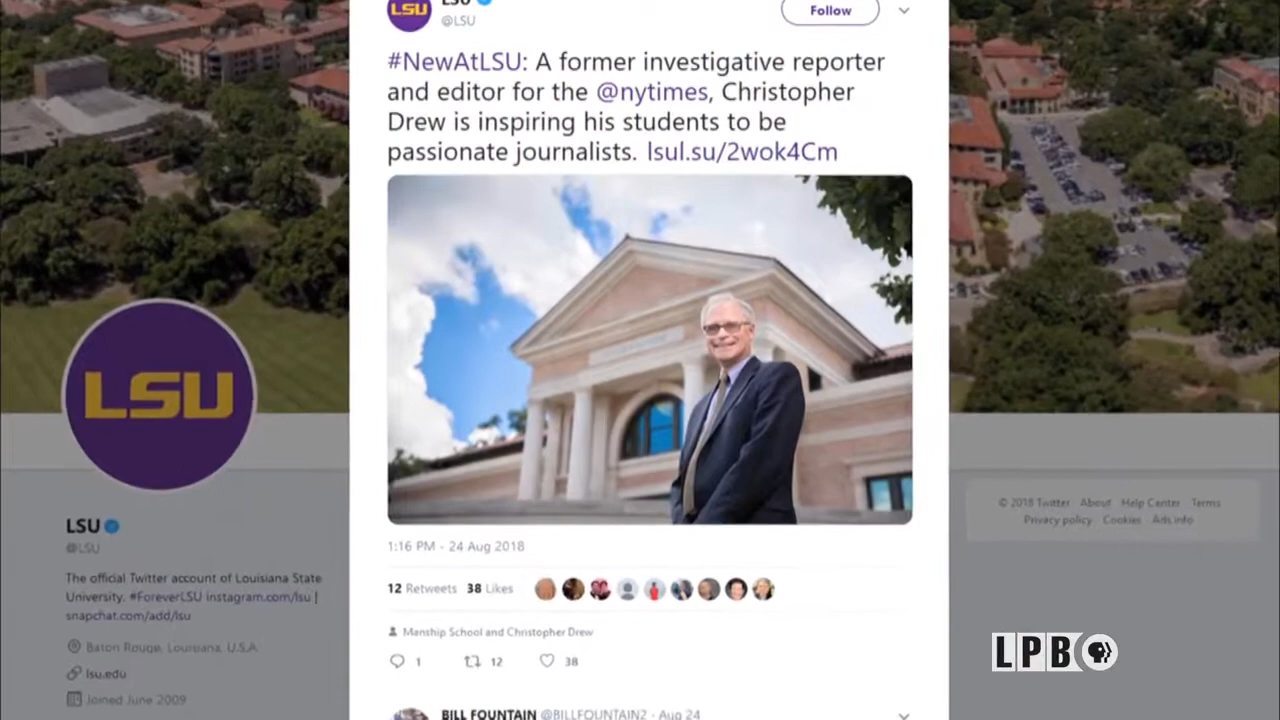 LSU
LSU
@LSU
Follow
#NewAtLSU: A former investigative reporter
and editor for the @nytimes, Christopher
Drew is inspiring his students to be
passionate journalists. lsul.su/2wok4Cm
1:16 PM - 24 Aug 2018
12 Retweets 38 Likes
Manship School and Christopher Drew
1 12 38
BILL FOUNTAIN @BILLFOUNTAIN2 · Aug 24
LSU
LSU
@LSU
The official Twitter account of Louisiana State
University. #ForeverLSU instagram.com/lsu |
snapchat.com/add/lsu
Baton Rouge, Louisiana, U.S.A.
lsu.edu
Joined June 2009
© 2018 Twitter About Help Center Terms
Privacy policy Cookies Ads info
LPB